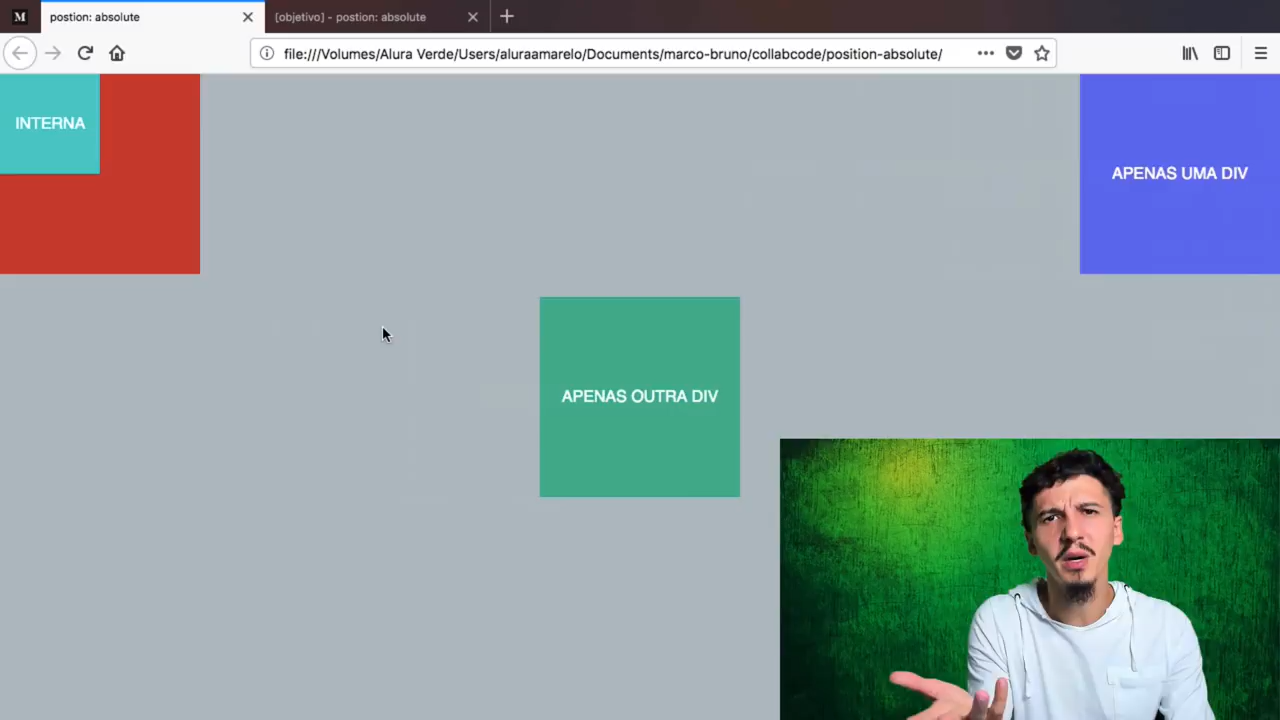 M
postion: absolute
[objetivo] - postion: absolute
file:///Volumes/Alura Verde/Users/aluraamarelo/Documents/marco-bruno/collabcode/position-absolute/
INTERNA
APENAS UMA DIV
APENAS OUTRA DIV